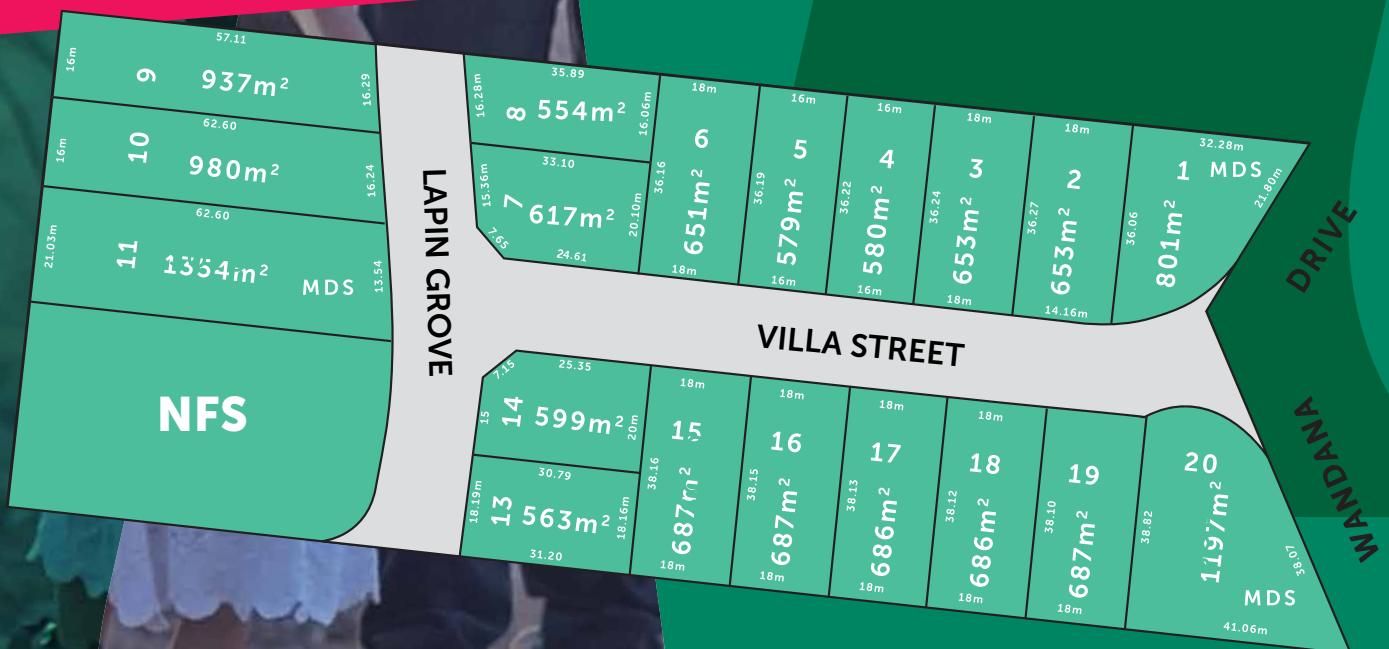 57.11
16m
9 937m²
16.29
62.60
16m
10 980m²
16.24
62.60
21.03m
11 1354m²
MDS
13.54
NFS
LAPIN GROVE
35.89
16.28m
8 554m²
16.06m
33.10
15.36m
7 617m²
20.10m
7.65
24.61
18m
6
36.16
651m²
18m
16m
5
36.19
579m²
16m
16m
4
36.22
580m²
16m
18m
3
36.24
653m²
18m
18m
2
36.27
653m²
14.16m
32.28m
1 MDS
36.06
801m²
21.80m
VILLA STREET
WANDANA DRIVE
7.15
25.35
15
14 599m²
20m
30.79
18.19m
13 563m²
18.16m
31.20
18m
15
38.16
687m²
18m
18m
16
38.15
687m²
18m
18m
17
38.13
686m²
18m
18m
18
38.12
686m²
18m
19
38.10
687m²
18m
20
38.82
1197m²
38.07
MDS
41.06m